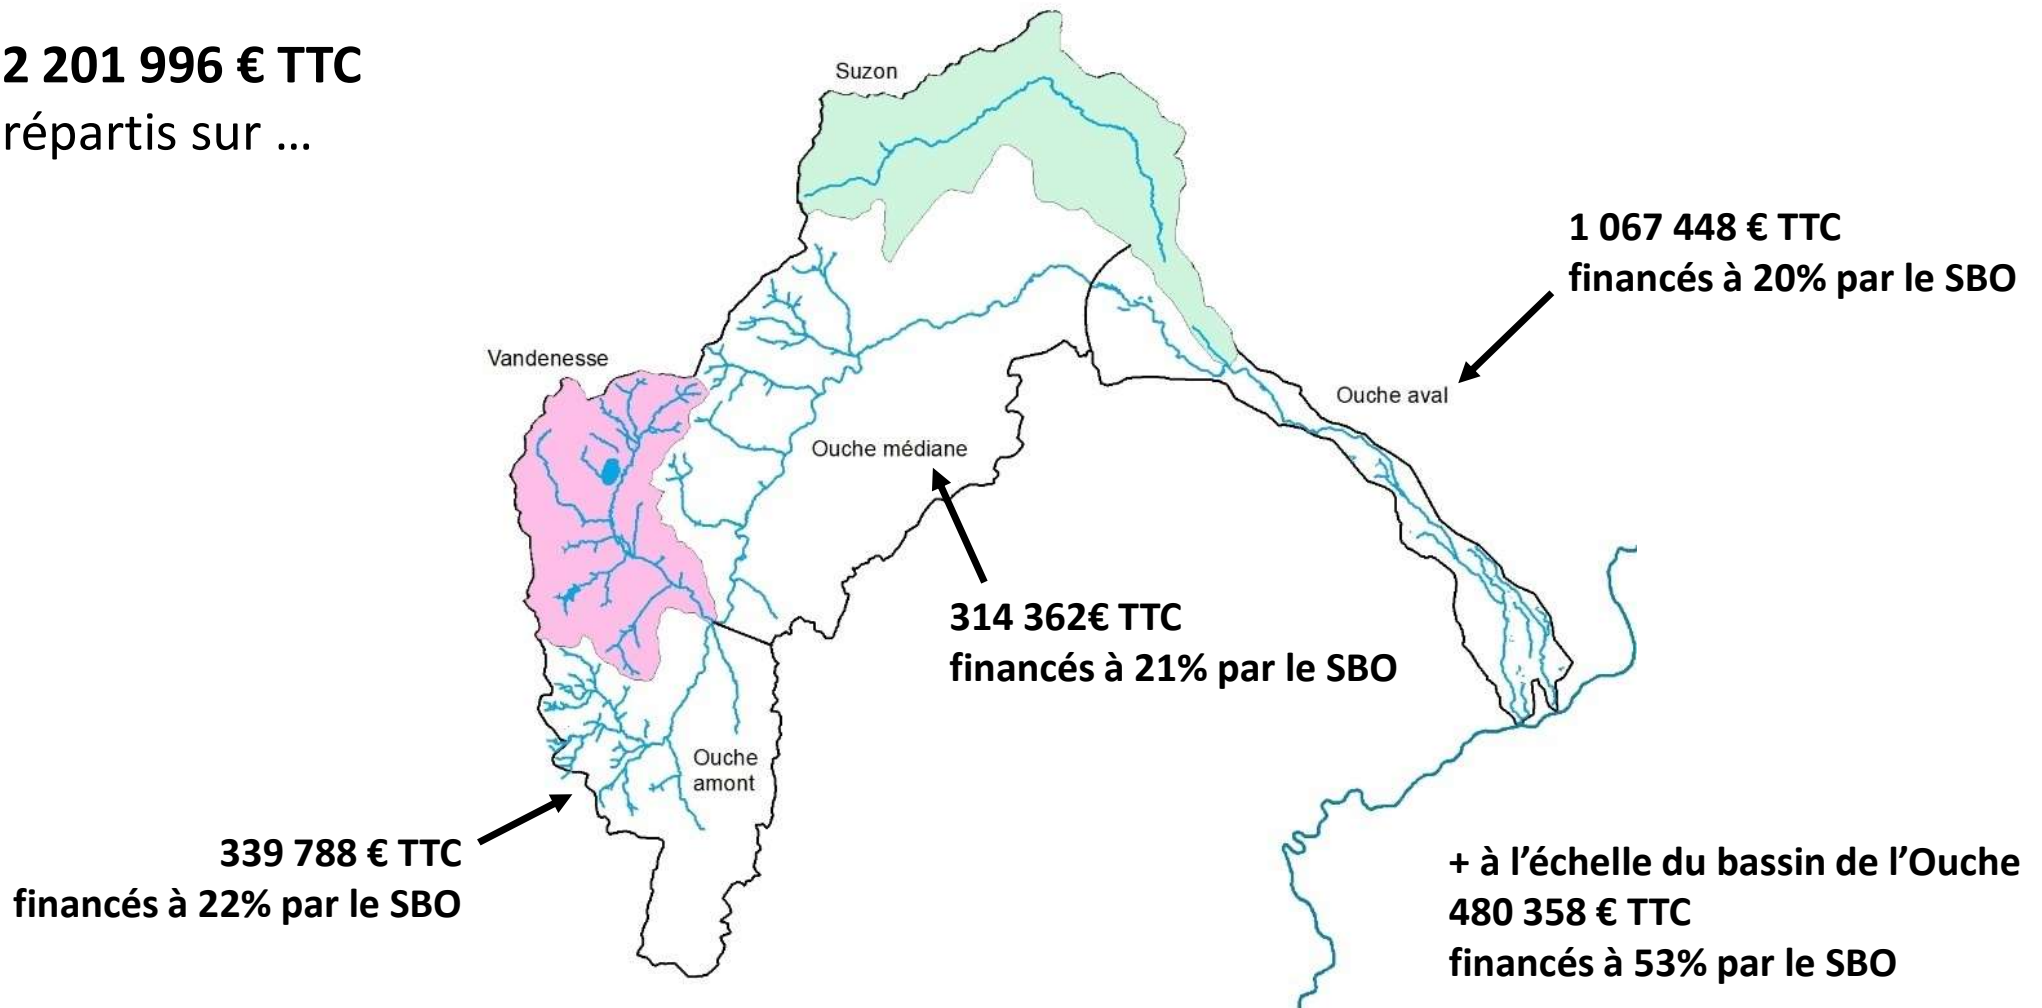 2 201 996 € TTC
répartis sur ...
Suzon
1 067 448 € TTC
financés à 20% par le SBO
Vandenesse
Ouche aval
Ouche médiane
314 362€ TTC
financés à 21% par le SBO
Ouche
amont
339 788 € TTC
financés à 22% par le SBO
+ à l’échelle du bassin de l’Ouche
480 358 € TTC
financés à 53% par le SBO